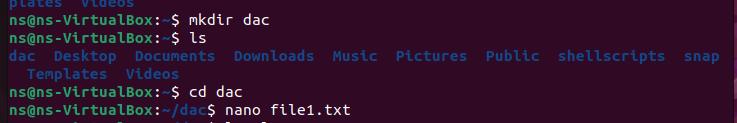 plates Videos
ns@ns-VirtualBox:~$ mkdir dac
ns@ns-VirtualBox:~$ ls
dac Desktop Documents Downloads Music Pictures Public shellscripts snap
Templates Videos
ns@ns-VirtualBox:~$ cd dac
ns@ns-VirtualBox:~/dac$ nano file1.txt